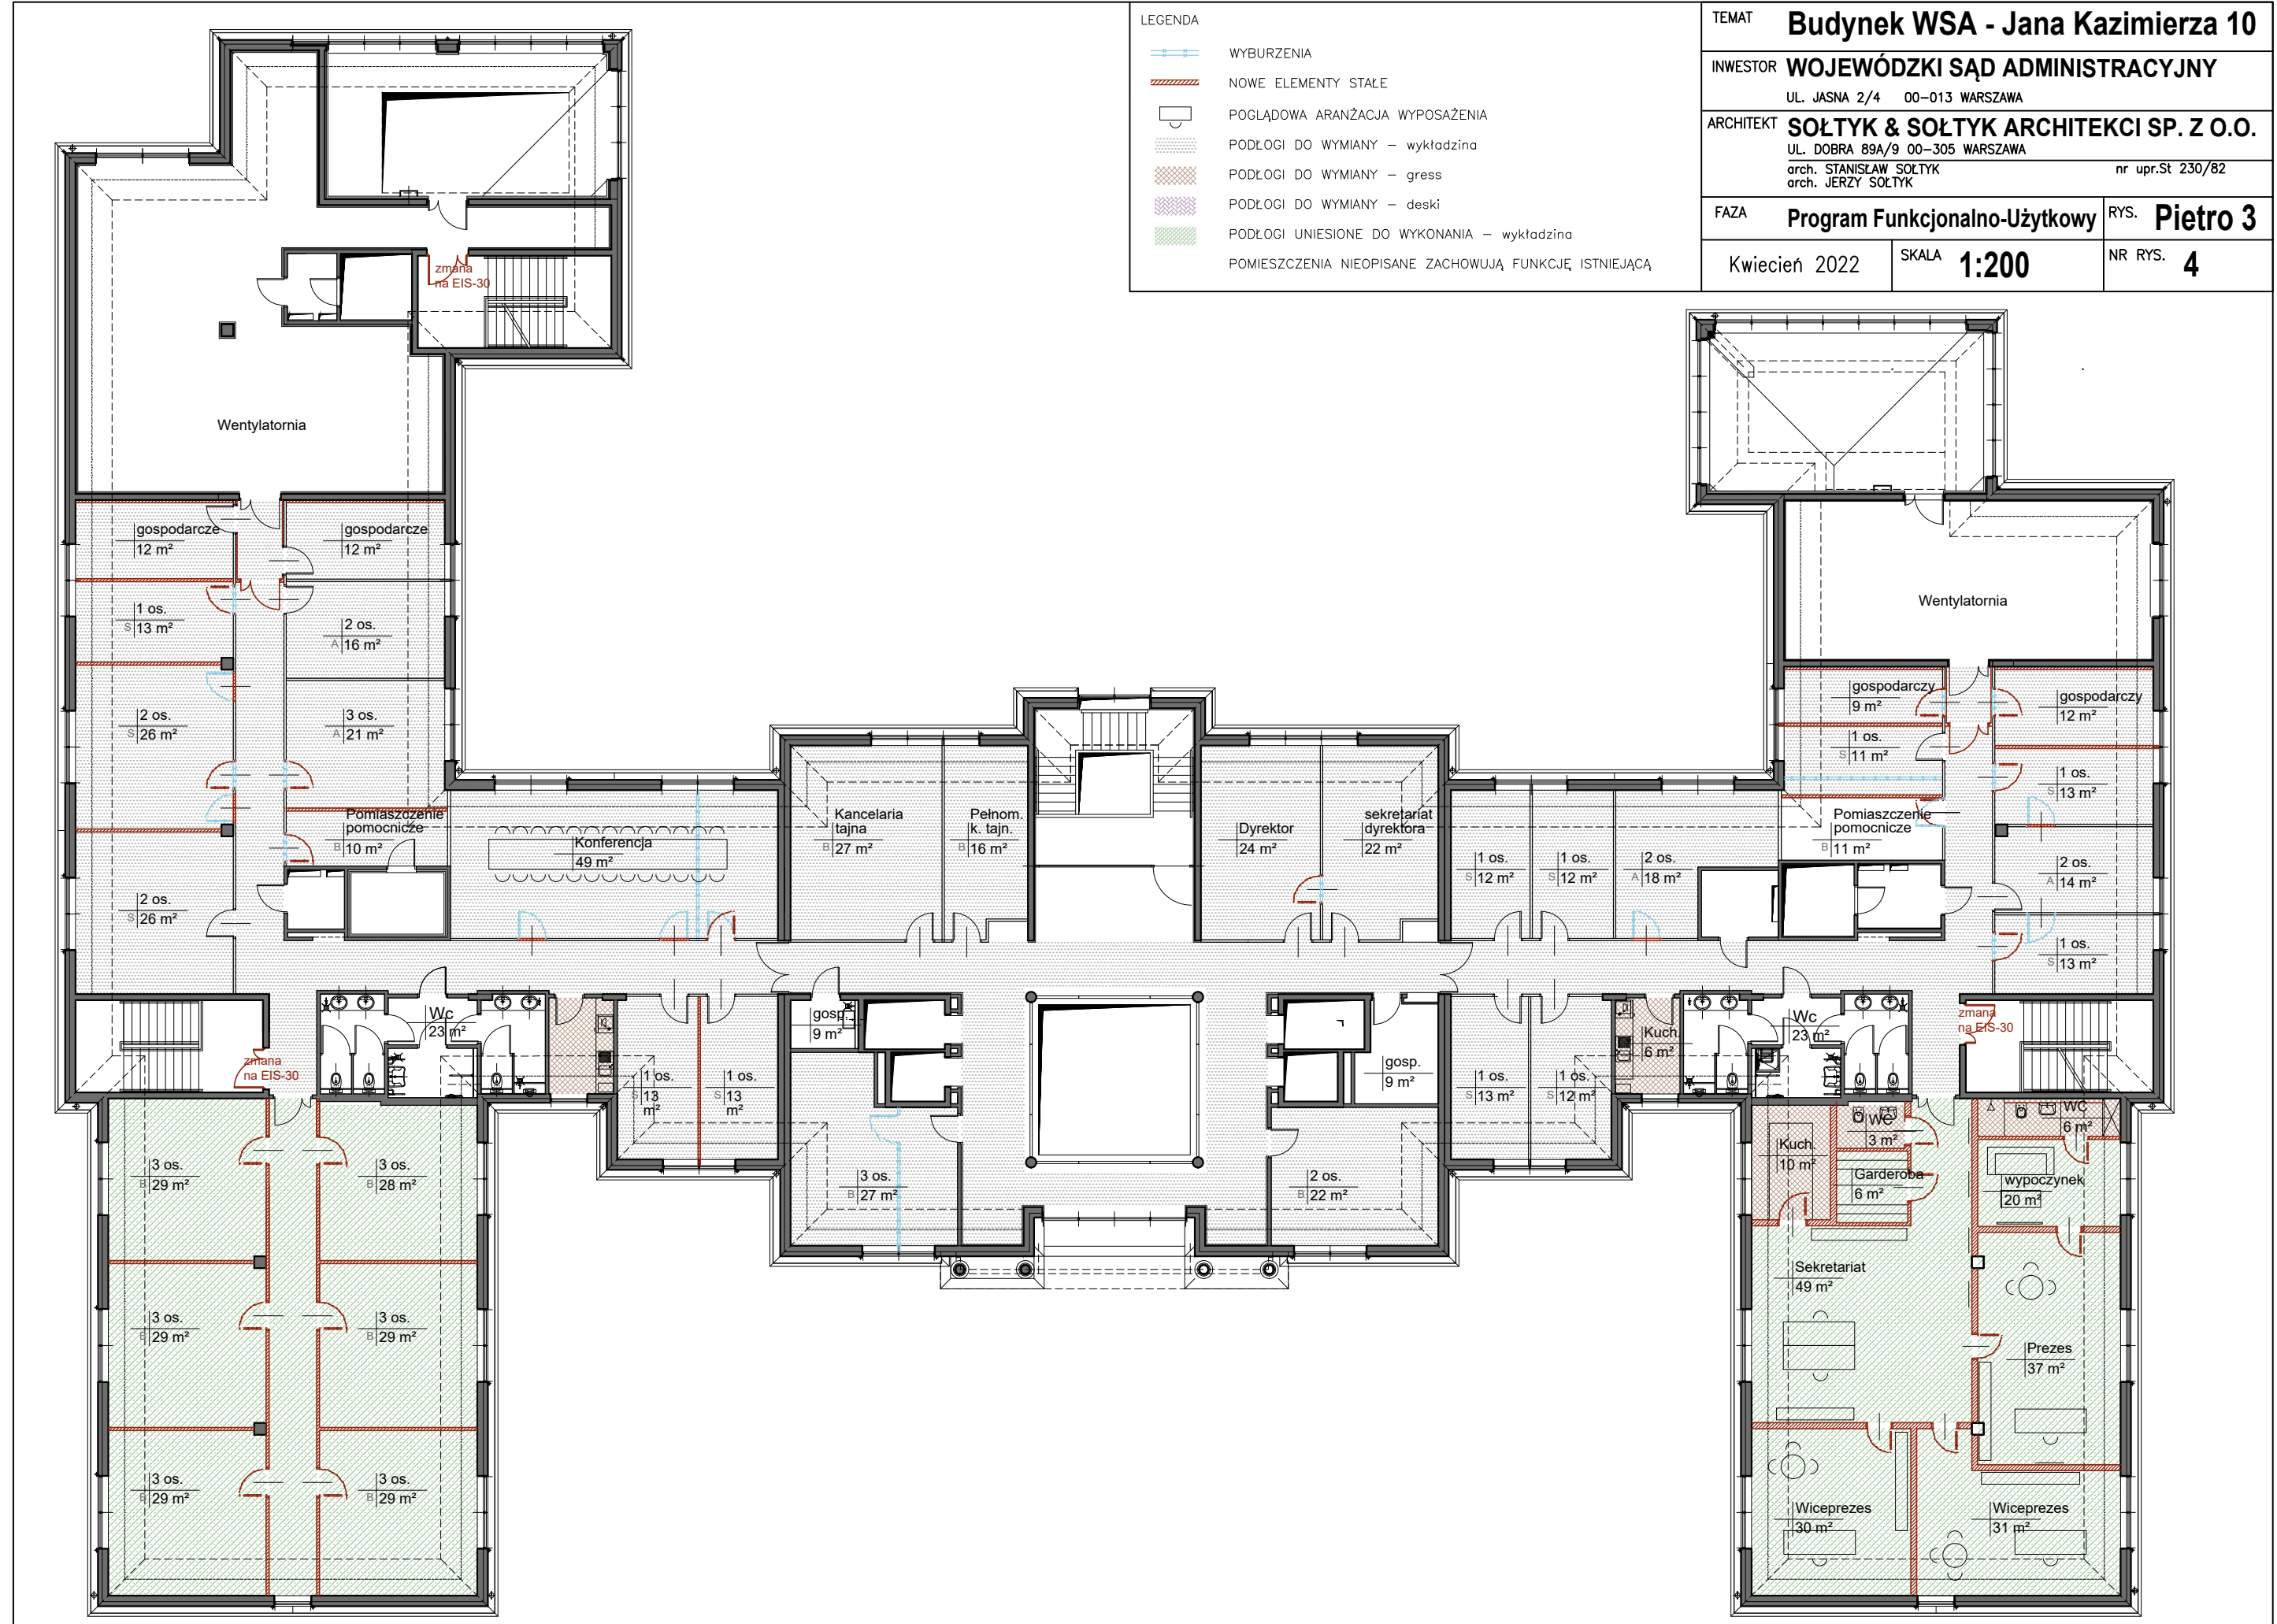 LEGENDA
WYBURZENIA
NOWE ELEMENTY STAŁE
POGLĄDOWA ARANŻACJA WYPOSAŻENIA
PODŁOGI DO WYMIANY – wykładzina
PODŁOGI DO WYMIANY – gress
PODŁOGI DO WYMIANY – deski
PODŁOGI UNIESIONE DO WYKONANIA – wykładzina
POMIESZCZENIA NIEOPISANE ZACHOWUJĄ FUNKCJĘ ISTNIEJĄCĄ
TEMAT Budynek WSA - Jana Kazimierza 10
INWESTOR WOJEWÓDZKI SĄD ADMINISTRACYJNY
UL. JASNA 2/4 00-013 WARSZAWA
ARCHITEKT SOŁTYK & SOŁTYK ARCHITEKCI SP. Z O.O.
UL. DOBRA 89A/9 00-305 WARSZAWA
arch. STANISŁAW SOŁTYK nr upr.St 230/82
arch. JERZY SOŁTYK
FAZA Program Funkcjonalno-Użytkowy RYS. Pietro 3
Kwiecień 2022 SKALA 1:200 NR RYS. 4
zmana
na EIS-30
Wentylatornia
gospodarcze
12 m²
gospodarcze
12 m²
1 os.
S 13 m²
2 os.
A 16 m²
2 os.
S 26 m²
3 os.
A 21 m²
Pomiaszczenie
pomocnicze
B 10 m²
2 os.
S 26 m²
Konferencja
49 m²
Kancelaria
tajna
B 27 m²
Pełnom.
k. tajn.
B 16 m²
Dyrektor
24 m²
sekretariat
dyrektora
22 m²
1 os.
S 12 m²
1 os.
S 12 m²
2 os.
A 18 m²
Wentylatornia
gospodarczy
9 m²
gospodarczy
12 m²
1 os.
S 11 m²
1 os.
S 13 m²
Pomiaszczenie
pomocnicze
B 11 m²
2 os.
A 14 m²
1 os.
S 13 m²
zmana
na EIS-30
Wc
23 m²
1 os.
S 13
m²
1 os.
S 13
m²
gosp.
9 m²
3 os.
B 27 m²
gosp.
9 m²
2 os.
B 22 m²
1 os.
S 13 m²
1 os.
S 12 m²
Kuch.
6 m²
Wc
23 m²
zmana
na EIS-30
3 os.
B 29 m²
3 os.
B 28 m²
3 os.
B 29 m²
3 os.
B 29 m²
3 os.
B 29 m²
3 os.
B 29 m²
Kuch.
10 m²
WC
3 m²
WC
6 m²
Garderoba
6 m²
wypoczynek
20 m²
Sekretariat
49 m²
Prezes
37 m²
Wiceprezes
30 m²
Wiceprezes
31 m²